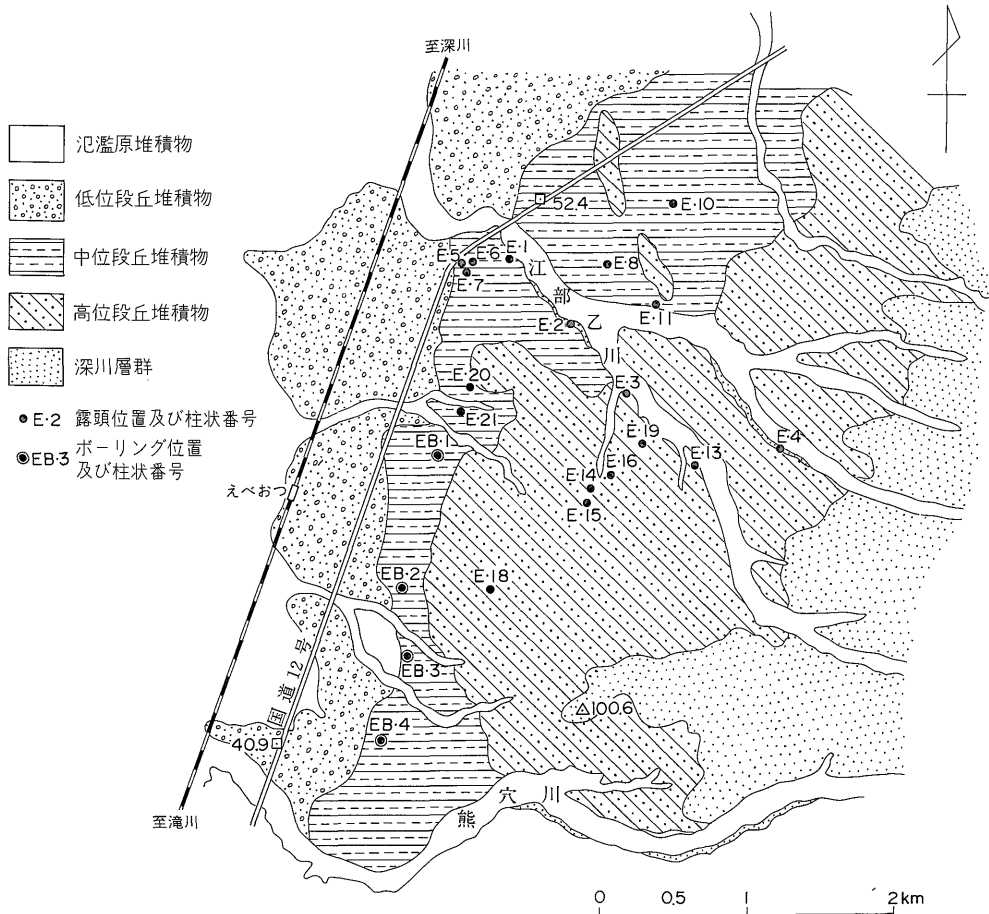 至深川
氾濫原堆積物
低位段丘堆積物
中位段丘堆積物
高位段丘堆積物
深川層群
E・2 露頭位置及び柱状番号
EB・3 ボーリング位置
及び柱状番号
52.4
E・10
E・5
E・6
E・1
E・7
江部乙川
E・8
E・11
E・2
E・20
E・3
E・21
EB・1
E・19
E・13
E・4
E・14
E・16
E・15
えべおつ
EB・2
E・18
EB・3
国道12号
△100.6
EB・4
40.9
熊穴川
至滝川
0 0.5 1 2km